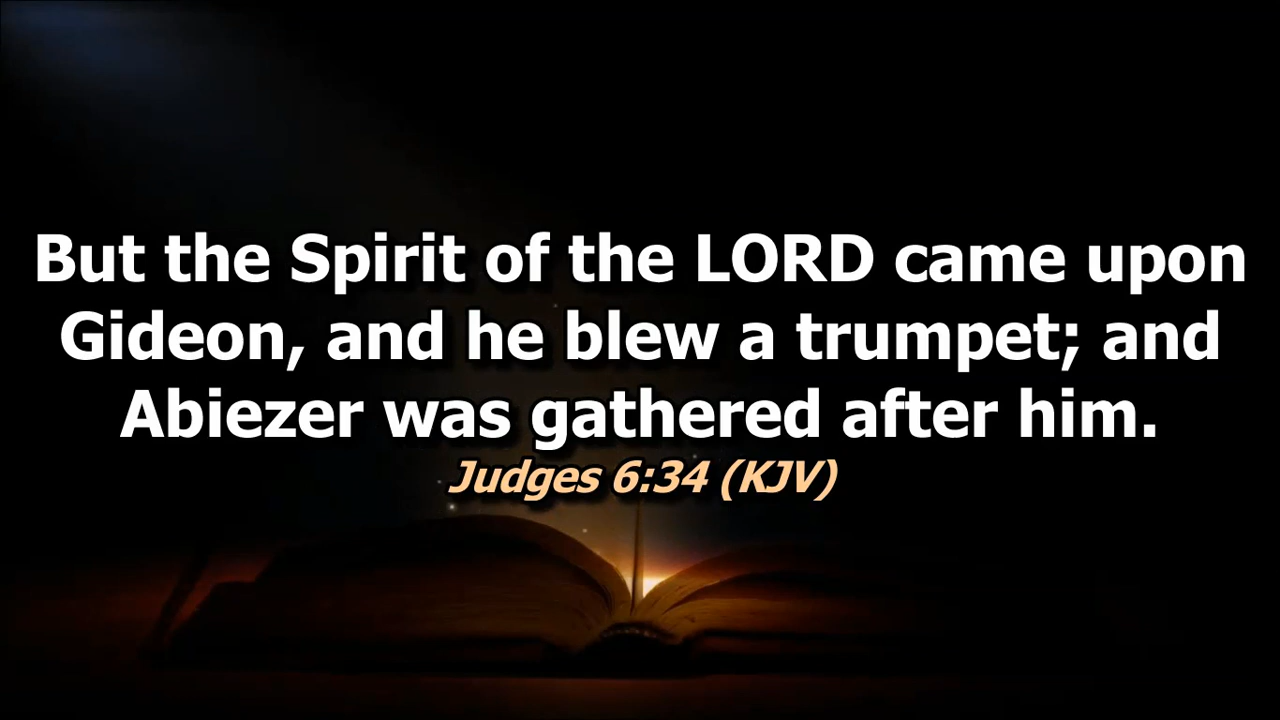 But the Spirit of the LORD came upon
Gideon, and he blew a trumpet; and
Abiezer was gathered after him.
Judges 6:34 (KJV)